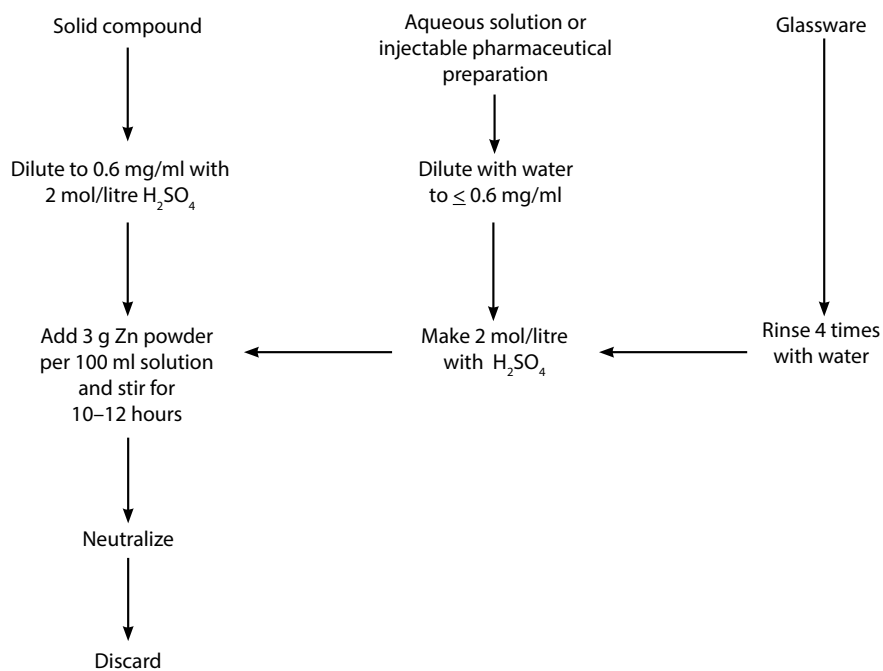 Solid compound
Aqueous solution or
injectable pharmaceutical
preparation
Glassware
Dilute to 0.6 mg/ml with
2 mol/litre H₂SO₄
Dilute with water
to ≤ 0.6 mg/ml
Add 3 g Zn powder
per 100 ml solution
and stir for
10–12 hours
Make 2 mol/litre
with H₂SO₄
Rinse 4 times
with water
Neutralize
Discard